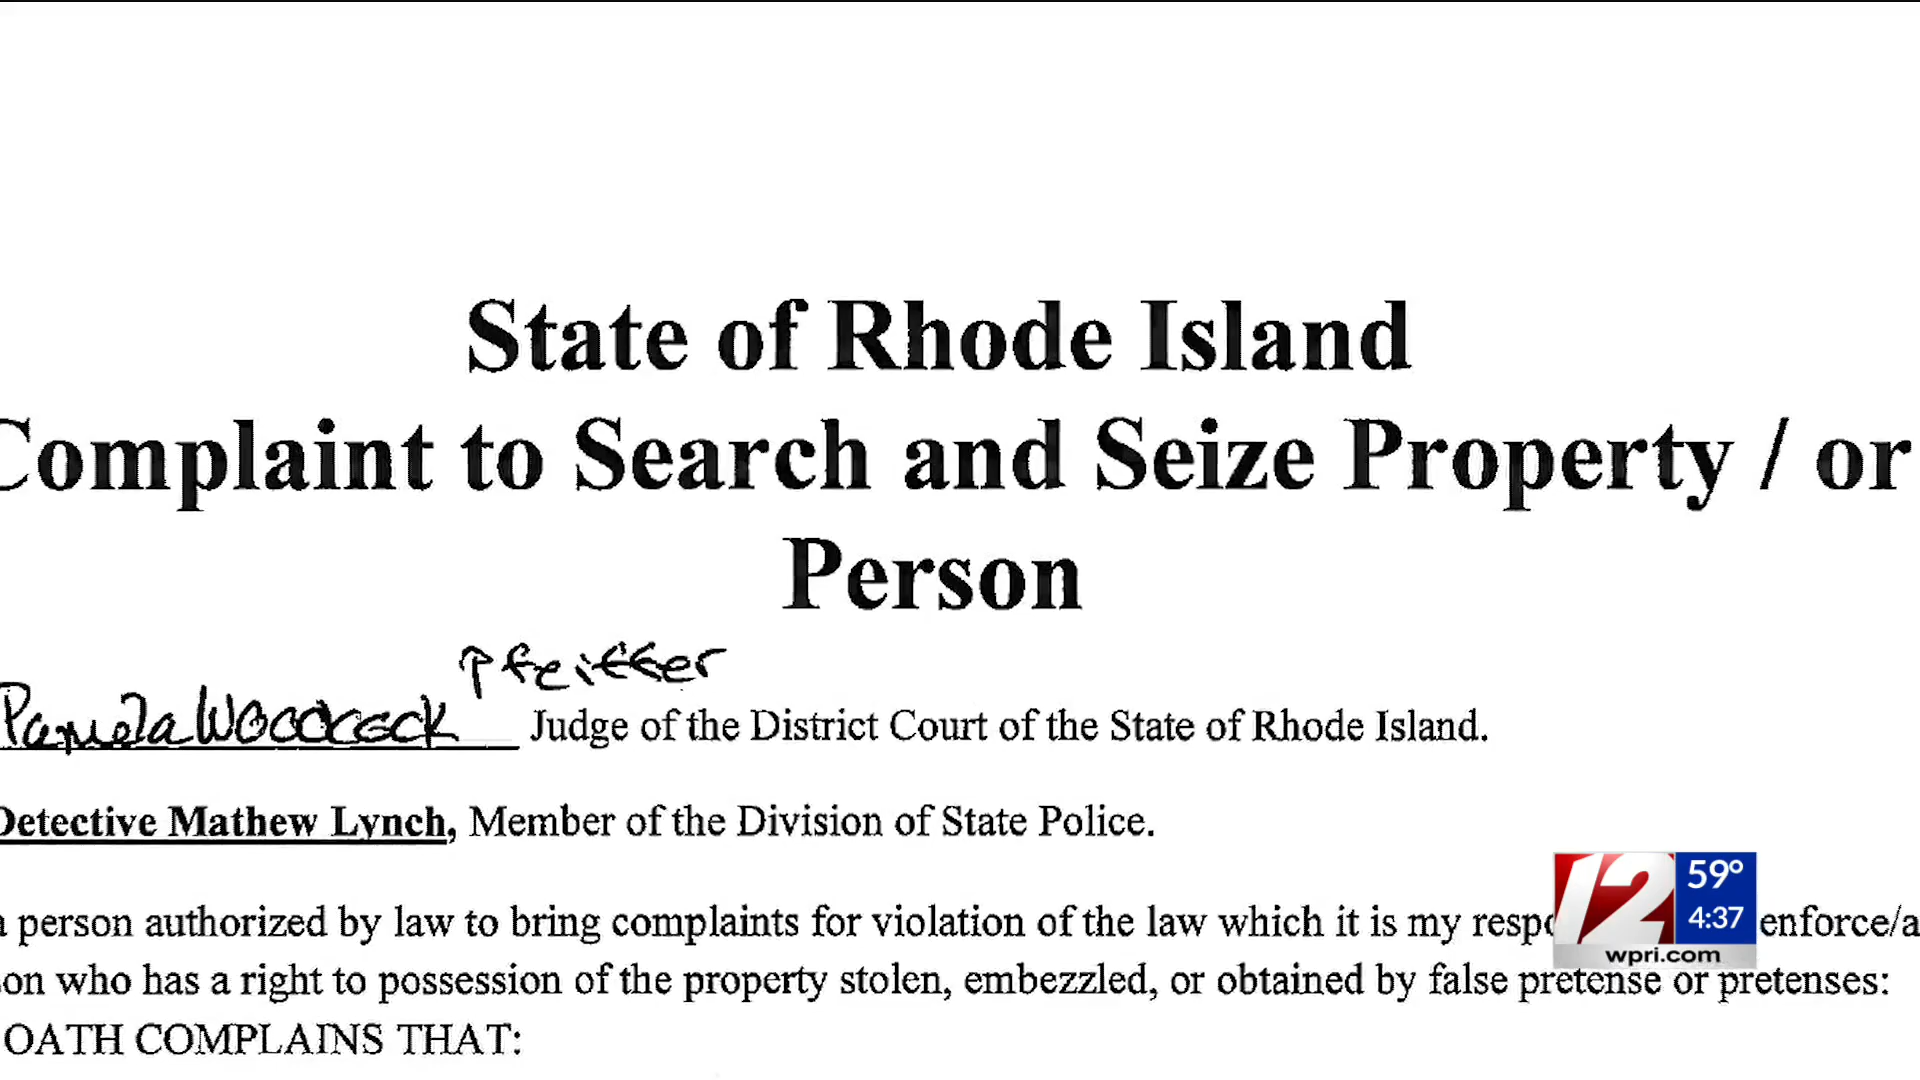 State of Rhode Island
Complaint to Search and Seize Property / or
Person
Pfeiffer
Pamela Woodcock Judge of the District Court of the State of Rhode Island.
Detective Mathew Lynch, Member of the Division of State Police.
a person authorized by law to bring complaints for violation of the law which it is my respo enforce/a
on who has a right to possession of the property stolen, embezzled, or obtained by false pretense or pretenses:
OATH COMPLAINS THAT:
12
59°
4:37
wpri.com